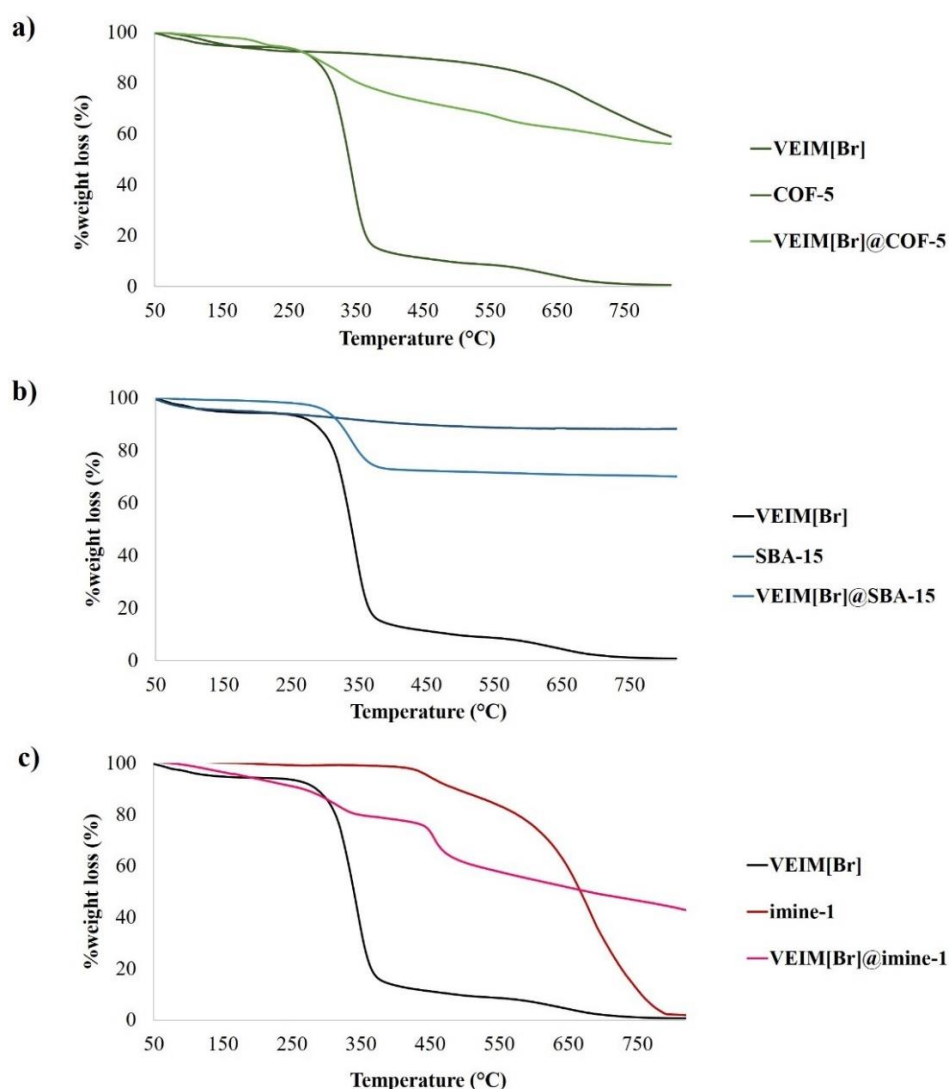 a)
%weight loss (%)
100
80
60
40
20
0
50 150 250 350 450 550 650 750
Temperature (°C)
VEIM[Br]
COF-5
VEIM[Br]@COF-5
b)
%weight loss (%)
100
80
60
40
20
0
50 150 250 350 450 550 650 750
Temperature (°C)
VEIM[Br]
SBA-15
VEIM[Br]@SBA-15
c)
%weight loss (%)
100
80
60
40
20
0
50 150 250 350 450 550 650 750
Temperature (°C)
VEIM[Br]
imine-1
VEIM[Br]@imine-1